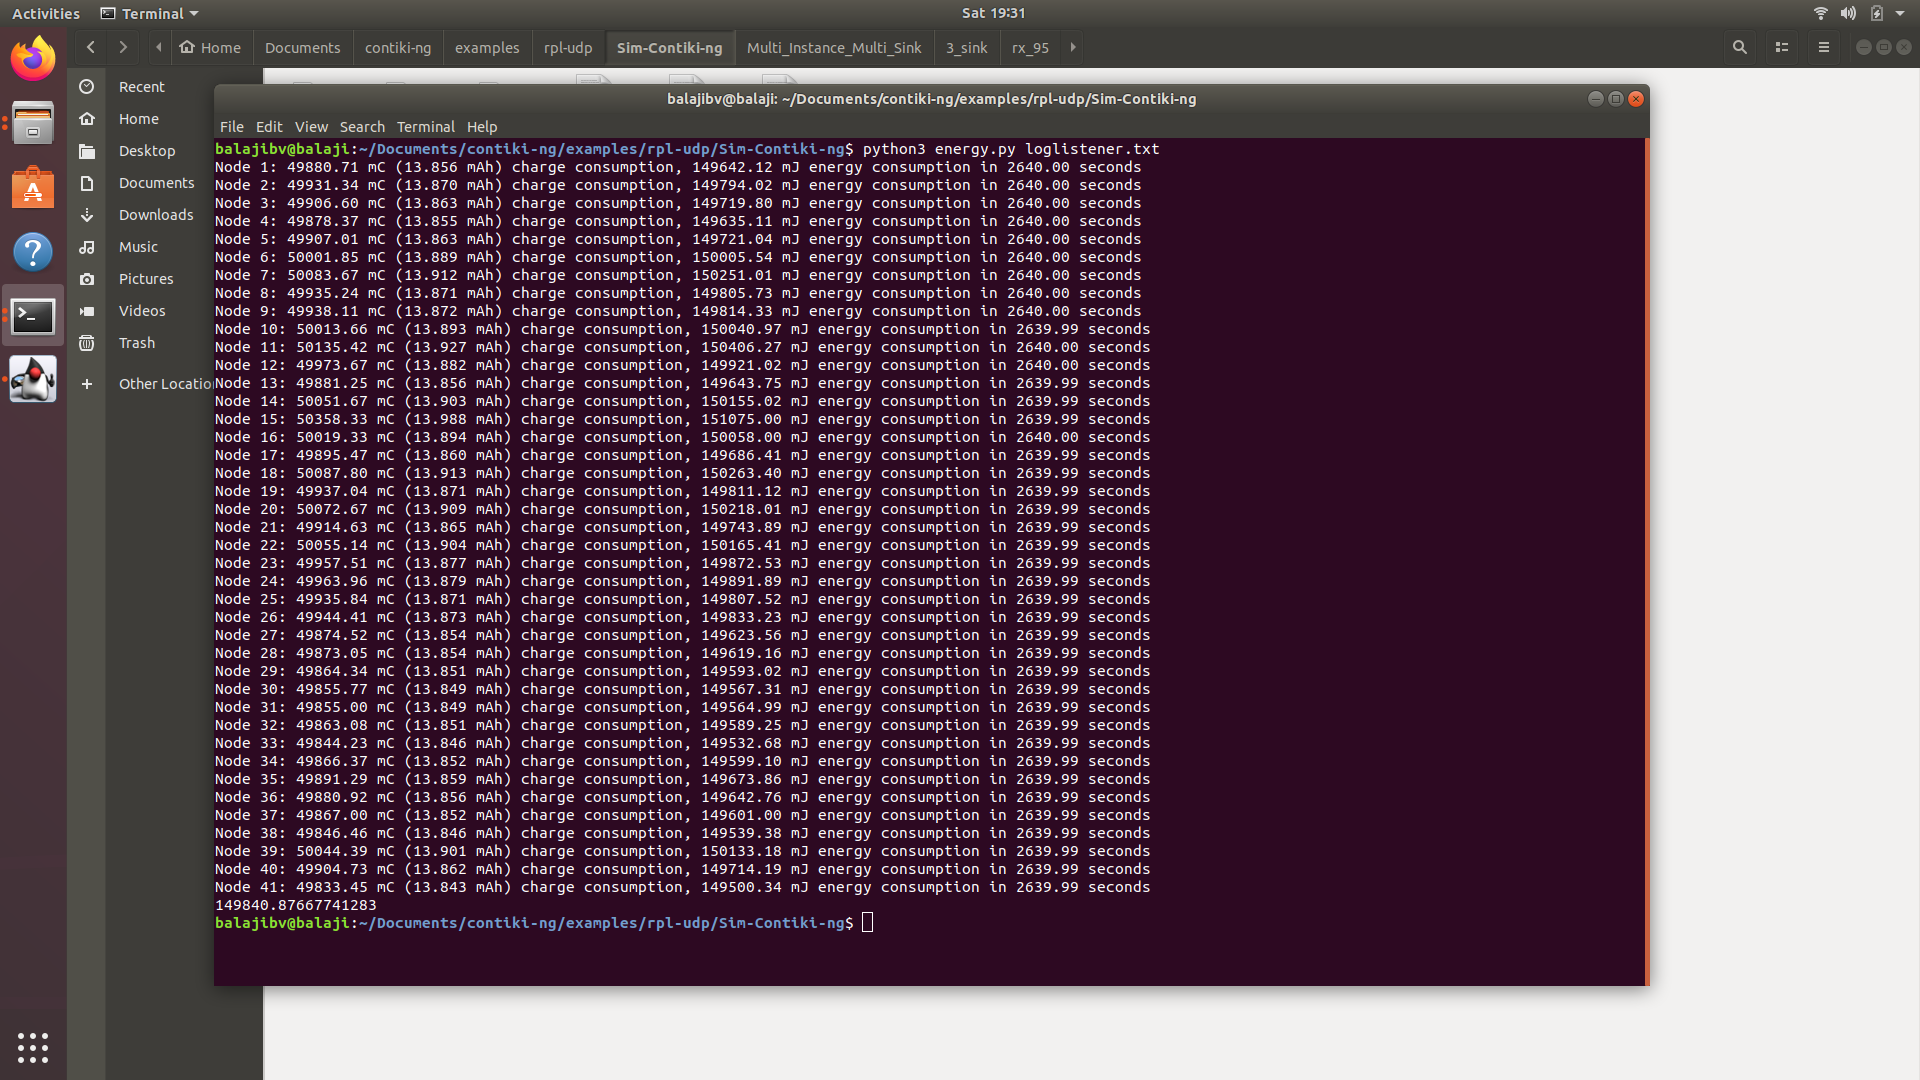 Activities Terminal Sat 19:31
Home Documents contiki-ng examples rpl-udp Sim-Contiki-ng Multi_Instance_Multi_Sink 3_sink rx_95
Recent
Home
Desktop
Documents
Downloads
Music
Pictures
Videos
Trash
Other Locatio
balajibv@balaji: ~/Documents/contiki-ng/examples/rpl-udp/Sim-Contiki-ng
File Edit View Search Terminal Help
balajibv@balaji:~/Documents/contiki-ng/examples/rpl-udp/Sim-Contiki-ng$ python3 energy.py loglistener.txt
Node 1: 49880.71 mC (13.856 mAh) charge consumption, 149642.12 mJ energy consumption in 2640.00 seconds
Node 2: 49931.34 mC (13.870 mAh) charge consumption, 149794.02 mJ energy consumption in 2640.00 seconds
Node 3: 49906.60 mC (13.863 mAh) charge consumption, 149719.80 mJ energy consumption in 2640.00 seconds
Node 4: 49878.37 mC (13.855 mAh) charge consumption, 149635.11 mJ energy consumption in 2640.00 seconds
Node 5: 49907.01 mC (13.863 mAh) charge consumption, 149721.04 mJ energy consumption in 2640.00 seconds
Node 6: 50001.85 mC (13.889 mAh) charge consumption, 150005.54 mJ energy consumption in 2640.00 seconds
Node 7: 50083.67 mC (13.912 mAh) charge consumption, 150251.01 mJ energy consumption in 2640.00 seconds
Node 8: 49935.24 mC (13.871 mAh) charge consumption, 149805.73 mJ energy consumption in 2640.00 seconds
Node 9: 49938.11 mC (13.872 mAh) charge consumption, 149814.33 mJ energy consumption in 2640.00 seconds
Node 10: 50013.66 mC (13.893 mAh) charge consumption, 150040.97 mJ energy consumption in 2639.99 seconds
Node 11: 50135.42 mC (13.927 mAh) charge consumption, 150406.27 mJ energy consumption in 2640.00 seconds
Node 12: 49973.67 mC (13.882 mAh) charge consumption, 149921.02 mJ energy consumption in 2640.00 seconds
Node 13: 49881.25 mC (13.856 mAh) charge consumption, 149643.75 mJ energy consumption in 2639.99 seconds
Node 14: 50051.67 mC (13.903 mAh) charge consumption, 150155.02 mJ energy consumption in 2639.99 seconds
Node 15: 50358.33 mC (13.988 mAh) charge consumption, 151075.00 mJ energy consumption in 2639.99 seconds
Node 16: 50019.33 mC (13.894 mAh) charge consumption, 150058.00 mJ energy consumption in 2640.00 seconds
Node 17: 49895.47 mC (13.860 mAh) charge consumption, 149686.41 mJ energy consumption in 2639.99 seconds
Node 18: 50087.80 mC (13.913 mAh) charge consumption, 150263.40 mJ energy consumption in 2639.99 seconds
Node 19: 49937.04 mC (13.871 mAh) charge consumption, 149811.12 mJ energy consumption in 2639.99 seconds
Node 20: 50072.67 mC (13.909 mAh) charge consumption, 150218.01 mJ energy consumption in 2639.99 seconds
Node 21: 49914.63 mC (13.865 mAh) charge consumption, 149743.89 mJ energy consumption in 2639.99 seconds
Node 22: 50055.14 mC (13.904 mAh) charge consumption, 150165.41 mJ energy consumption in 2639.99 seconds
Node 23: 49957.51 mC (13.877 mAh) charge consumption, 149872.53 mJ energy consumption in 2639.99 seconds
Node 24: 49963.96 mC (13.879 mAh) charge consumption, 149891.89 mJ energy consumption in 2639.99 seconds
Node 25: 49935.84 mC (13.871 mAh) charge consumption, 149807.52 mJ energy consumption in 2639.99 seconds
Node 26: 49944.41 mC (13.873 mAh) charge consumption, 149833.23 mJ energy consumption in 2639.99 seconds
Node 27: 49874.52 mC (13.854 mAh) charge consumption, 149623.56 mJ energy consumption in 2639.99 seconds
Node 28: 49873.05 mC (13.854 mAh) charge consumption, 149619.16 mJ energy consumption in 2639.99 seconds
Node 29: 49864.34 mC (13.851 mAh) charge consumption, 149593.02 mJ energy consumption in 2639.99 seconds
Node 30: 49855.77 mC (13.849 mAh) charge consumption, 149567.31 mJ energy consumption in 2639.99 seconds
Node 31: 49855.00 mC (13.849 mAh) charge consumption, 149564.99 mJ energy consumption in 2639.99 seconds
Node 32: 49863.08 mC (13.851 mAh) charge consumption, 149589.25 mJ energy consumption in 2639.99 seconds
Node 33: 49844.23 mC (13.846 mAh) charge consumption, 149532.68 mJ energy consumption in 2639.99 seconds
Node 34: 49866.37 mC (13.852 mAh) charge consumption, 149599.10 mJ energy consumption in 2639.99 seconds
Node 35: 49891.29 mC (13.859 mAh) charge consumption, 149673.86 mJ energy consumption in 2639.99 seconds
Node 36: 49880.92 mC (13.856 mAh) charge consumption, 149642.76 mJ energy consumption in 2639.99 seconds
Node 37: 49867.00 mC (13.852 mAh) charge consumption, 149601.00 mJ energy consumption in 2639.99 seconds
Node 38: 49846.46 mC (13.846 mAh) charge consumption, 149539.38 mJ energy consumption in 2639.99 seconds
Node 39: 50044.39 mC (13.901 mAh) charge consumption, 150133.18 mJ energy consumption in 2639.99 seconds
Node 40: 49904.73 mC (13.862 mAh) charge consumption, 149714.19 mJ energy consumption in 2639.99 seconds
Node 41: 49833.45 mC (13.843 mAh) charge consumption, 149500.34 mJ energy consumption in 2639.99 seconds
149840.87667741283
balajibv@balaji:~/Documents/contiki-ng/examples/rpl-udp/Sim-Contiki-ng$